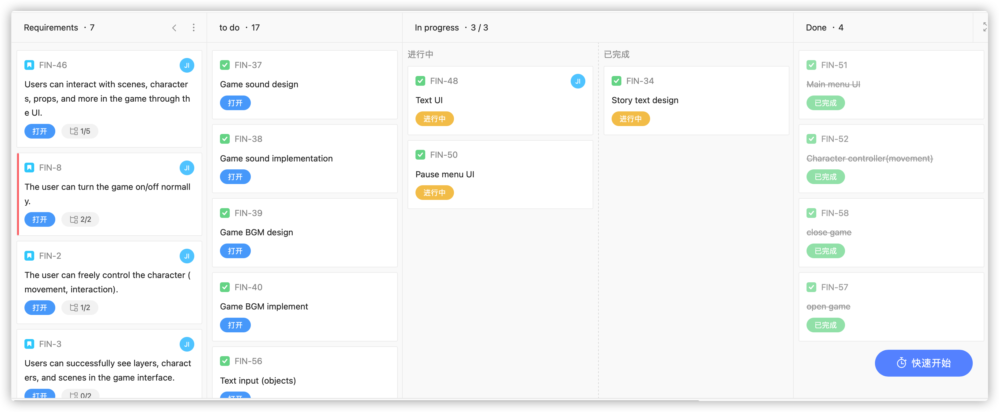 Requirements · 7
FIN-46
JI
Users can interact with scenes, character
s, props, and more in the game through th
e UI.
打开
1/5
FIN-8
JI
The user can turn the game on/off normall
y.
打开
2/2
FIN-2
JI
The user can freely control the character (
movement, interaction).
打开
1/2
FIN-3
JI
Users can successfully see layers, charact
ers, and scenes in the game interface.
打开
0/2
to do · 17
FIN-37
Game sound design
打开
FIN-38
Game sound implementation
打开
FIN-39
Game BGM design
打开
FIN-40
Game BGM implement
打开
FIN-56
Text input (objects)
打开
In progress · 3 / 3
进行中
FIN-48
JI
Text UI
进行中
FIN-50
Pause menu UI
进行中
已完成
FIN-34
Story text design
进行中
Done · 4
FIN-51
Main menu UI
已完成
FIN-52
Character controller(movement)
已完成
FIN-58
close game
已完成
FIN-57
open game
已完成
快速开始